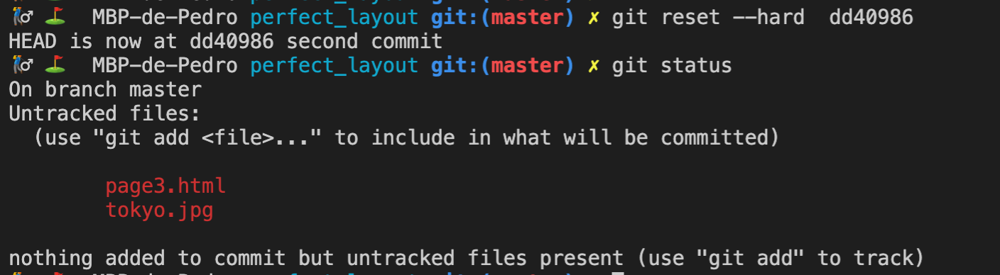 MBP-de-Pedro perfect_layout git:(master) ✗ git reset --hard  dd40986
HEAD is now at dd40986 second commit
MBP-de-Pedro perfect_layout git:(master) ✗ git status
On branch master
Untracked files:
  (use "git add <file>..." to include in what will be committed)
        page3.html
        tokyo.jpg
nothing added to commit but untracked files present (use "git add" to track)